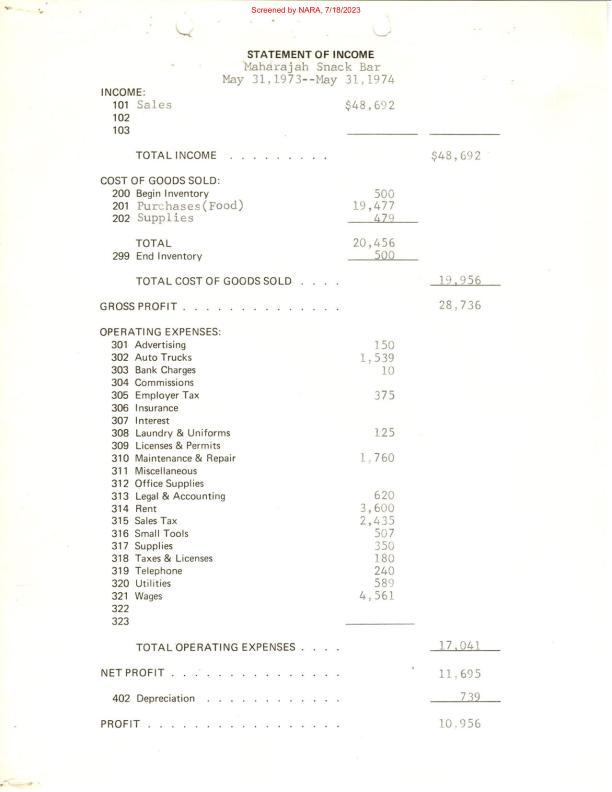 Screened by NARA, 7/18/2023
STATEMENT OF INCOME
Maharajah Snack Bar
May 31,1973--May 31,1974
INCOME:
101 Sales $48,692
102
103
TOTAL INCOME . . . . . . . . . $48,692
COST OF GOODS SOLD:
200 Begin Inventory 500
201 Purchases(Food) 19,477
202 Supplies 479
TOTAL 20,456
299 End Inventory 500
TOTAL COST OF GOODS SOLD . . . . 19,956
GROSS PROFIT . . . . . . . . . . . . . . 28,736
OPERATING EXPENSES:
301 Advertising 150
302 Auto Trucks 1,539
303 Bank Charges 10
304 Commissions
305 Employer Tax 375
306 Insurance
307 Interest
308 Laundry & Uniforms 125
309 Licenses & Permits
310 Maintenance & Repair 1,760
311 Miscellaneous
312 Office Supplies
313 Legal & Accounting 620
314 Rent 3,600
315 Sales Tax 2,435
316 Small Tools 507
317 Supplies 350
318 Taxes & Licenses 180
319 Telephone 240
320 Utilities 589
321 Wages 4,561
322
323
TOTAL OPERATING EXPENSES . . . . 17,041
NET PROFIT . . . . . . . . . . . . . . . 11,695
402 Depreciation . . . . . . . . . . . . 739
PROFIT . . . . . . . . . . . . . . . . . 10,956